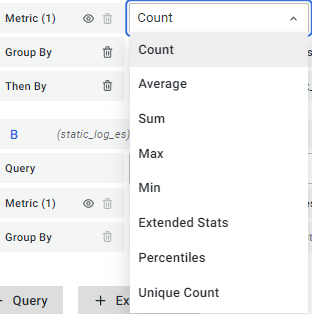 Metric (1)
Count
Group By
Count
Then By
Average
Sum
B
(static_log_es)
Max
Query
Min
Metric (1)
Extended Stats
Group By
Percentiles
Unique Count
Query
+ Ex